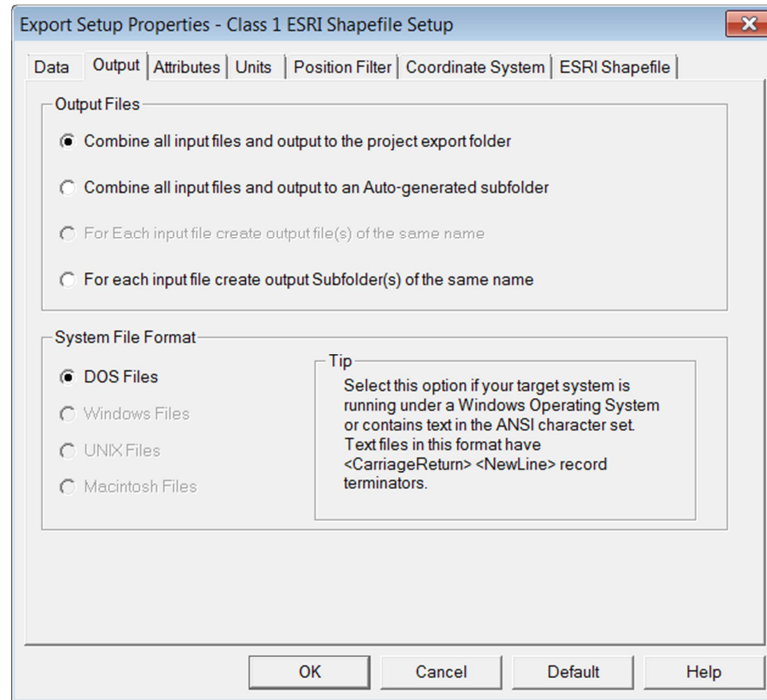 Export Setup Properties - Class 1 ESRI Shapefile Setup
Data Output Attributes Units Position Filter Coordinate System ESRI Shapefile
Output Files
Combine all input files and output to the project export folder
Combine all input files and output to an Auto-generated subfolder
For Each input file create output file(s) of the same name
For each input file create output Subfolder(s) of the same name
System File Format
DOS Files
Windows Files
UNIX Files
Macintosh Files
Tip
Select this option if your target system is
running under a Windows Operating System
or contains text in the ANSI character set.
Text files in this format have
<CarriageReturn> <NewLine> record
terminators.
OK Cancel Default Help